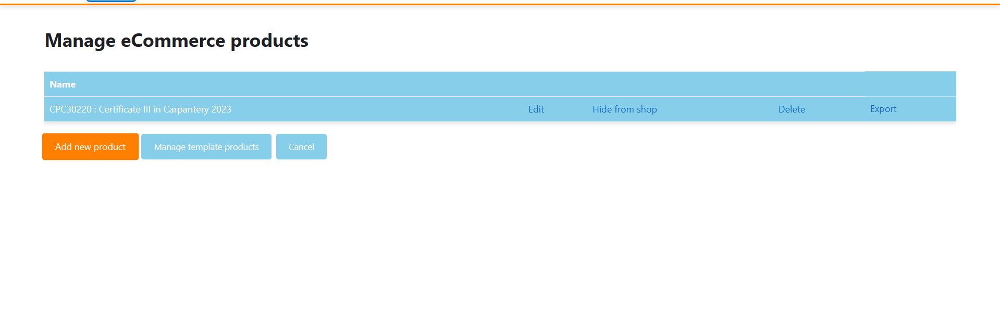 Manage eCommerce products
Name
CPC30220 : Certificate III in Carpantery 2023 Edit Hide from shop Delete Export
Add new product Manage template products Cancel